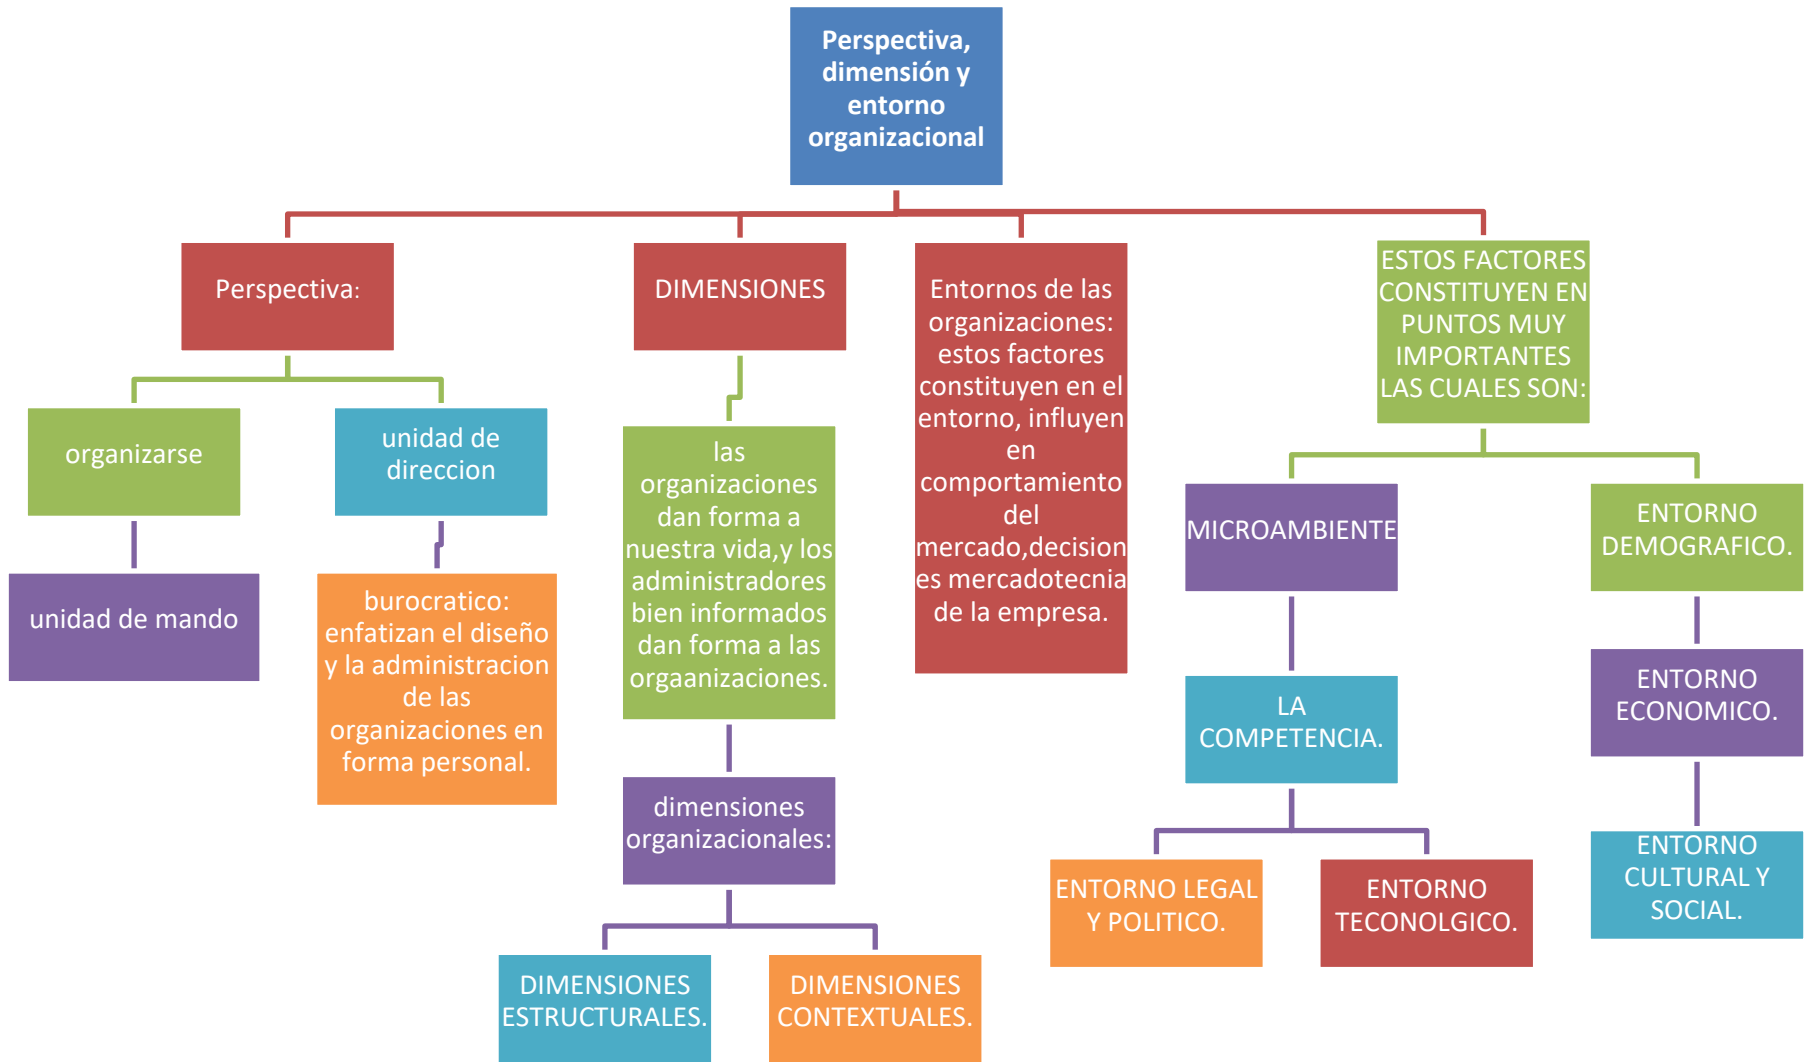 Perspectiva,
dimensión y
entorno
organizacional
Perspectiva:
organizarse
unidad de mando
unidad de
direccion
burocratico:
enfatizan el diseño
y la administracion
de las
organizaciones en
forma personal.
DIMENSIONES
las
organizaciones
dan forma a
nuestra vida,y los
administradores
bien informados
dan forma a las
orgaanizaciones.
dimensiones
organizacionales:
DIMENSIONES
ESTRUCTURALES.
DIMENSIONES
CONTEXTUALES.
Entornos de las
organizaciones:
estos factores
constituyen en el
entorno, influyen
en
comportamiento
del
mercado,decision
es mercadotecnia
de la empresa.
ESTOS FACTORES
CONSTITUYEN EN
PUNTOS MUY
IMPORTANTES
LAS CUALES SON:
MICROAMBIENTE
LA
COMPETENCIA.
ENTORNO LEGAL
Y POLITICO.
ENTORNO
TECONOLGICO.
ENTORNO
DEMOGRAFICO.
ENTORNO
ECONOMICO.
ENTORNO
CULTURAL Y
SOCIAL.